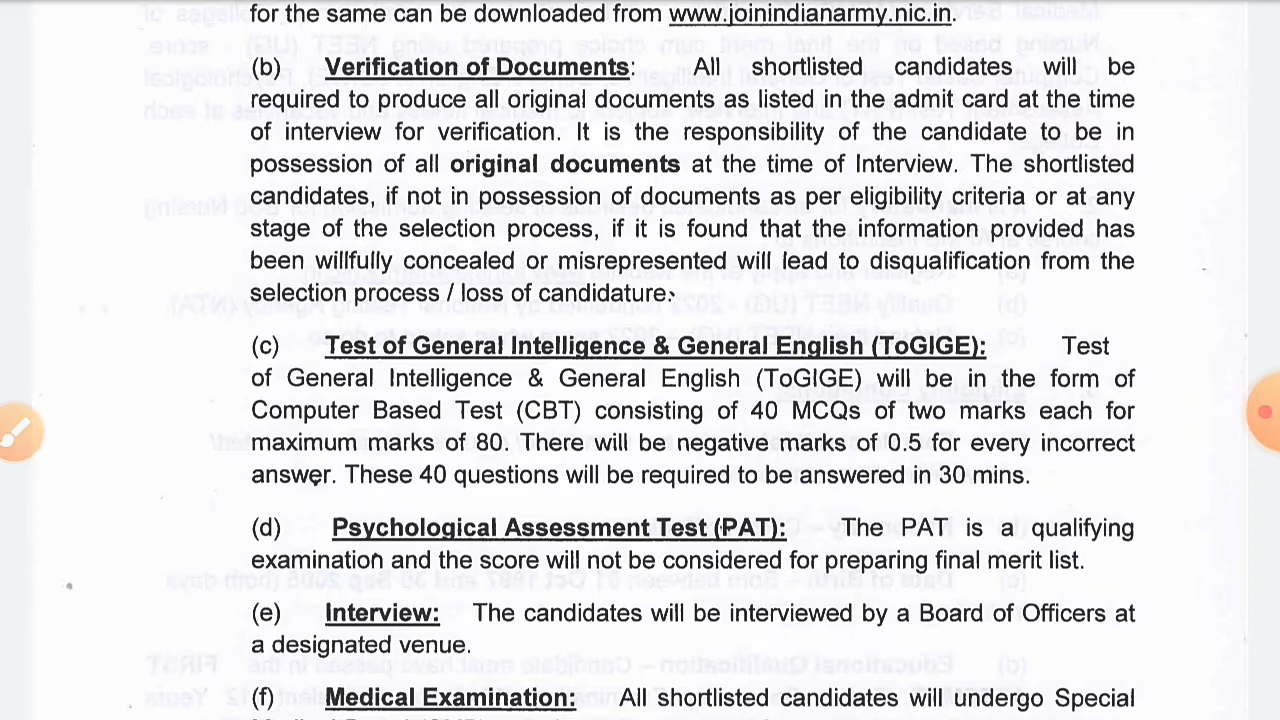 for the same can be downloaded from www.joinindianarmy.nic.in.
(b) Verification of Documents: All shortlisted candidates will be
required to produce all original documents as listed in the admit card at the time
of interview for verification. It is the responsibility of the candidate to be in
possession of all original documents at the time of Interview. The shortlisted
candidates, if not in possession of documents as per eligibility criteria or at any
stage of the selection process, if it is found that the information provided has
been willfully concealed or misrepresented will lead to disqualification from the
selection process / loss of candidature.
(c) Test of General Intelligence & General English (ToGIGE): Test
of General Intelligence & General English (ToGIGE) will be in the form of
Computer Based Test (CBT) consisting of 40 MCQs of two marks each for
maximum marks of 80. There will be negative marks of 0.5 for every incorrect
answer. These 40 questions will be required to be answered in 30 mins.
(d) Psychological Assessment Test (PAT): The PAT is a qualifying
examination and the score will not be considered for preparing final merit list.
(e) Interview: The candidates will be interviewed by a Board of Officers at
a designated venue.
(f) Medical Examination: All shortlisted candidates will undergo Special